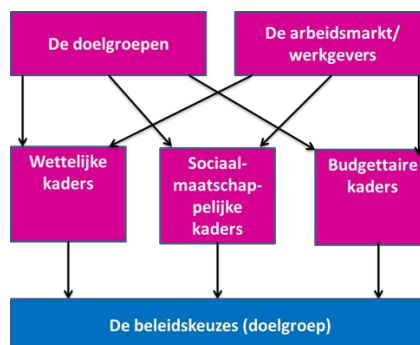 De doelgroepen
De arbeidsmarkt/
werkgevers
Wettelijke
kaders
Sociaal-
maatschap-
pelijke
kaders
Budgettaire
kaders
De beleidskeuzes (doelgroep)